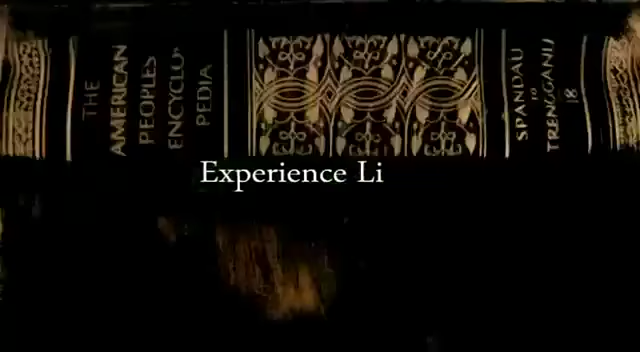 THE
AMERICAN
PEOPLES
ENCYCLO-
PEDIA
SPANDAU
TO
TRENGGANU
18
Experience Li